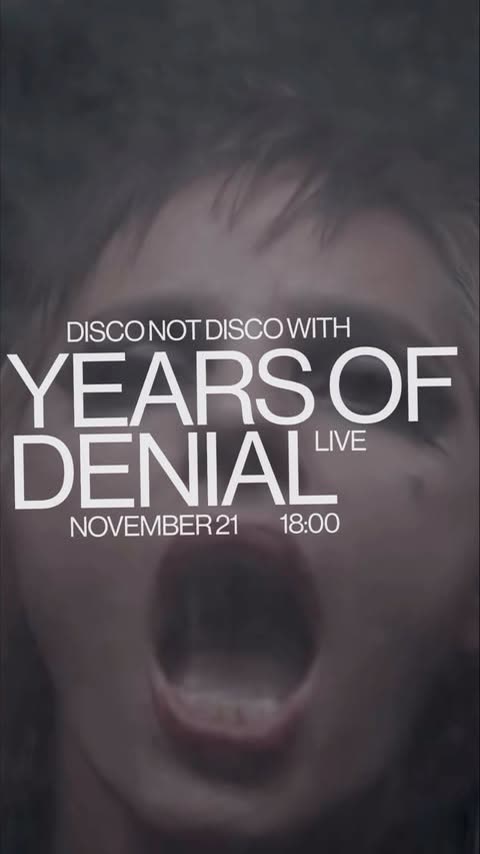 DISCO NOT DISCO WITH
YEARS OF
DENIAL LIVE
NOVEMBER 21 18:00